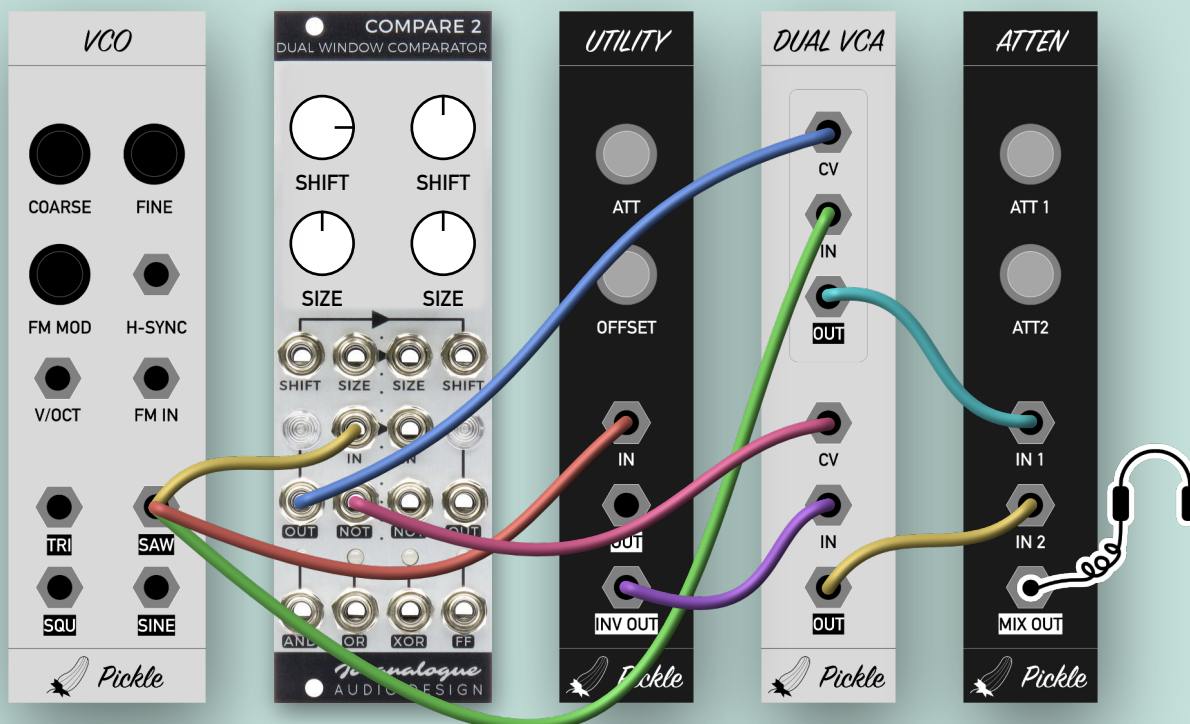 VCO
COARSE
FINE
FM MOD
H-SYNC
V/OCT
FM IN
TRI
SAW
SQU
SINE
Pickle
COMPARE 2
DUAL WINDOW COMPARATOR
SHIFT
SHIFT
SIZE
SIZE
SHIFT
SIZE
SIZE
SHIFT
IN
IN
OUT
NOT
NOT
OUT
AND
OR
XOR
FF
Joranalogue
AUDIO DESIGN
UTILITY
ATT
OFFSET
IN
OUT
INV OUT
Pickle
DUAL VCA
CV
IN
OUT
CV
IN
OUT
Pickle
ATTEN
ATT 1
ATT2
IN 1
IN 2
MIX OUT
Pickle